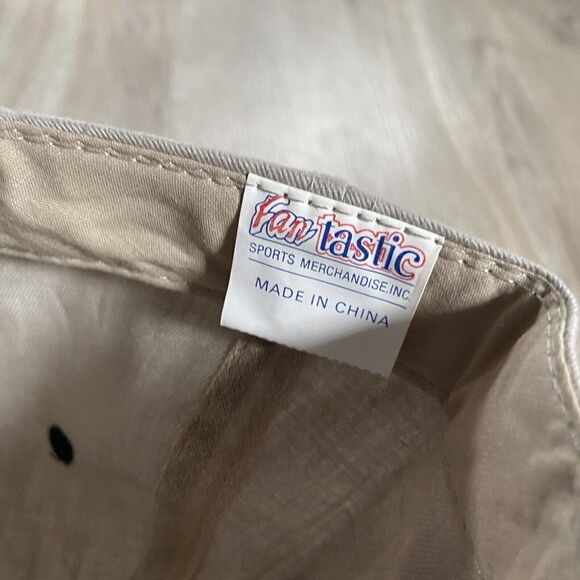 Fan tastic
SPORTS MERCHANDISE.INC.
MADE IN CHINA